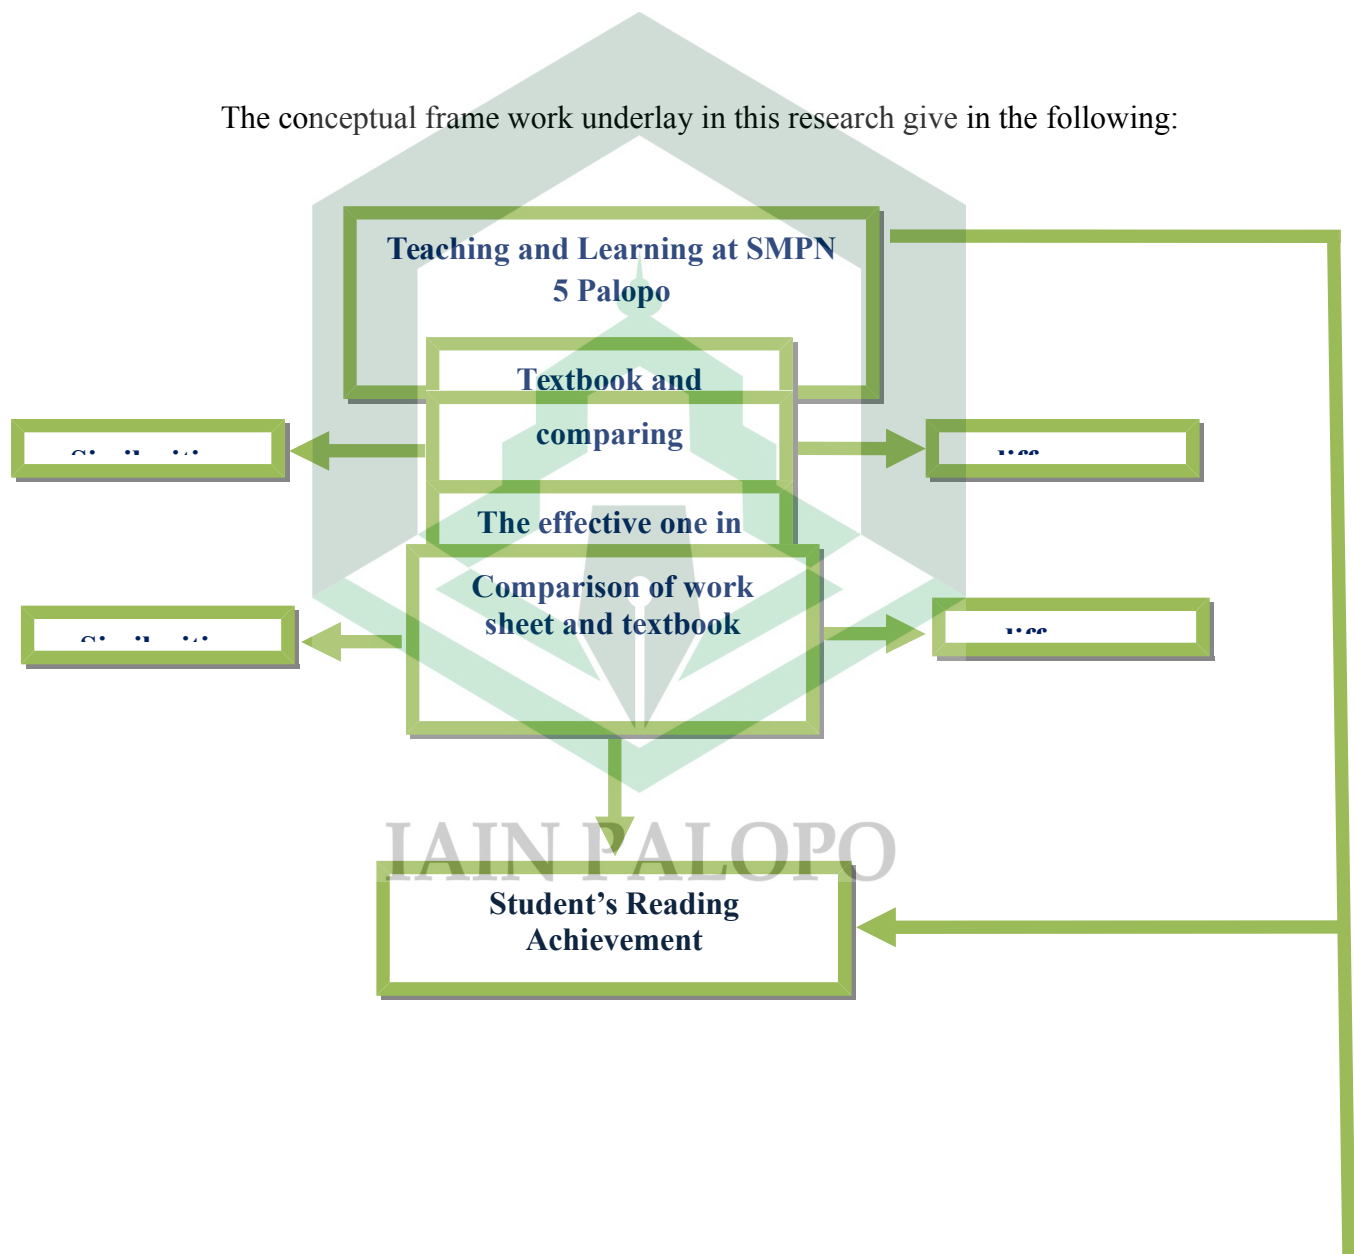 The conceptual frame work underlay in this research give in the following:
Teaching and Learning at SMPN
5 Palopo
Textbook and
comparing
The effective one in
Comparison of work
sheet and textbook
IAIN PALOPO
Student’s Reading
Achievement